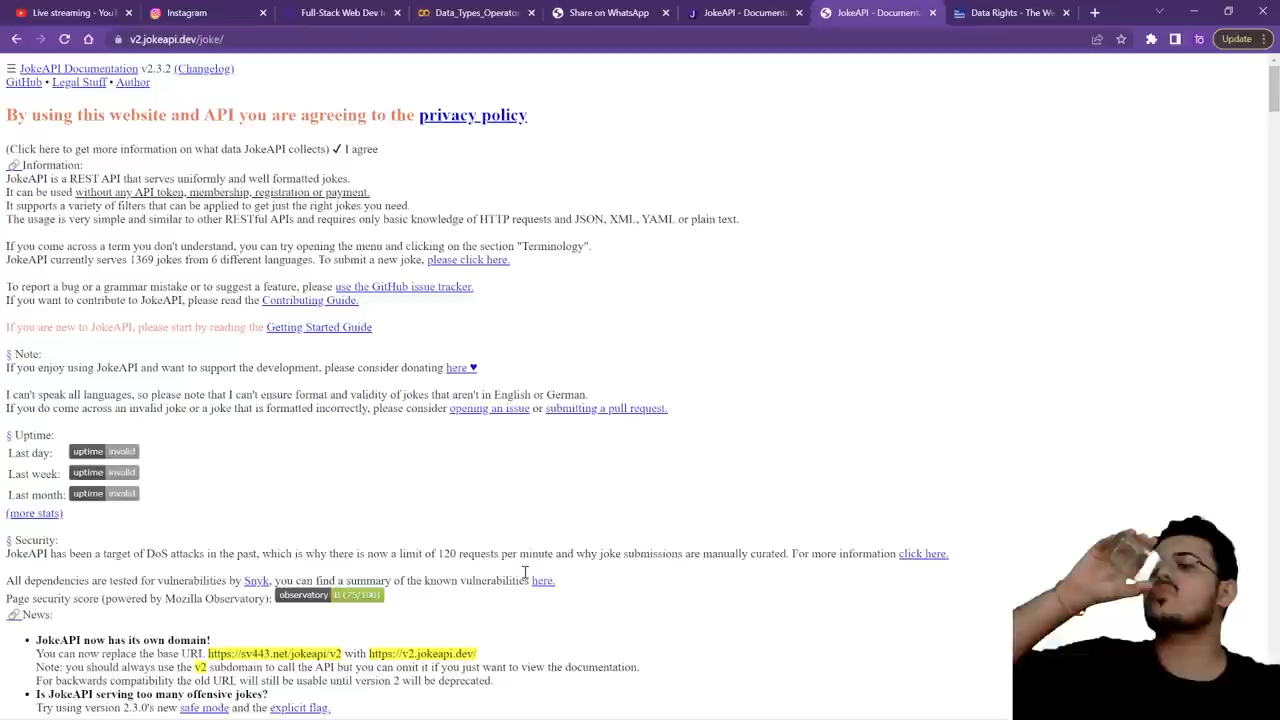 Live streaming - Yo
Instagram
Full-Stack Web Dev I
Data_Types_Operator
Share on WhatsApp
JokeAPI - Document
JokeAPI - Document
Data Rights - The We
v2.jokeapi.dev/joke/
Update
☰ JokeAPI Documentation v2.3.2 (Changelog)
GitHub • Legal Stuff • Author
By using this website and API you are agreeing to the privacy policy
(Click here to get more information on what data JokeAPI collects) ✓ I agree
Information:
JokeAPI is a REST API that serves uniformly and well formatted jokes.
It can be used without any API token, membership, registration or payment.
It supports a variety of filters that can be applied to get just the right jokes you need.
The usage is very simple and similar to other RESTful APIs and requires only basic knowledge of HTTP requests and JSON, XML, YAML or plain text.
If you come across a term you don't understand, you can try opening the menu and clicking on the section "Terminology".
JokeAPI currently serves 1369 jokes from 6 different languages. To submit a new joke, please click here.
To report a bug or a grammar mistake or to suggest a feature, please use the GitHub issue tracker.
If you want to contribute to JokeAPI, please read the Contributing Guide.
If you are new to JokeAPI, please start by reading the Getting Started Guide
§ Note:
If you enjoy using JokeAPI and want to support the development, please consider donating here ♥
I can't speak all languages, so please note that I can't ensure format and validity of jokes that aren't in English or German.
If you do come across an invalid joke or a joke that is formatted incorrectly, please consider opening an issue or submitting a pull request.
§ Uptime:
Last day: uptime invalid
Last week: uptime invalid
Last month: uptime invalid
(more stats)
§ Security:
JokeAPI has been a target of DoS attacks in the past, which is why there is now a limit of 120 requests per minute and why joke submissions are manually curated. For more information click here.
All dependencies are tested for vulnerabilities by Snyk, you can find a summary of the known vulnerabilities here.
Page security score (powered by Mozilla Observatory): observatory B (75/100)
News:
• JokeAPI now has its own domain!
You can now replace the base URL https://sv443.net/jokeapi/v2 with https://v2.jokeapi.dev/
Note: you should always use the v2 subdomain to call the API but you can omit it if you just want to view the documentation.
For backwards compatibility the old URL will still be usable until version 2 will be deprecated.
• Is JokeAPI serving too many offensive jokes?
Try using version 2.3.0's new safe mode and the explicit flag.